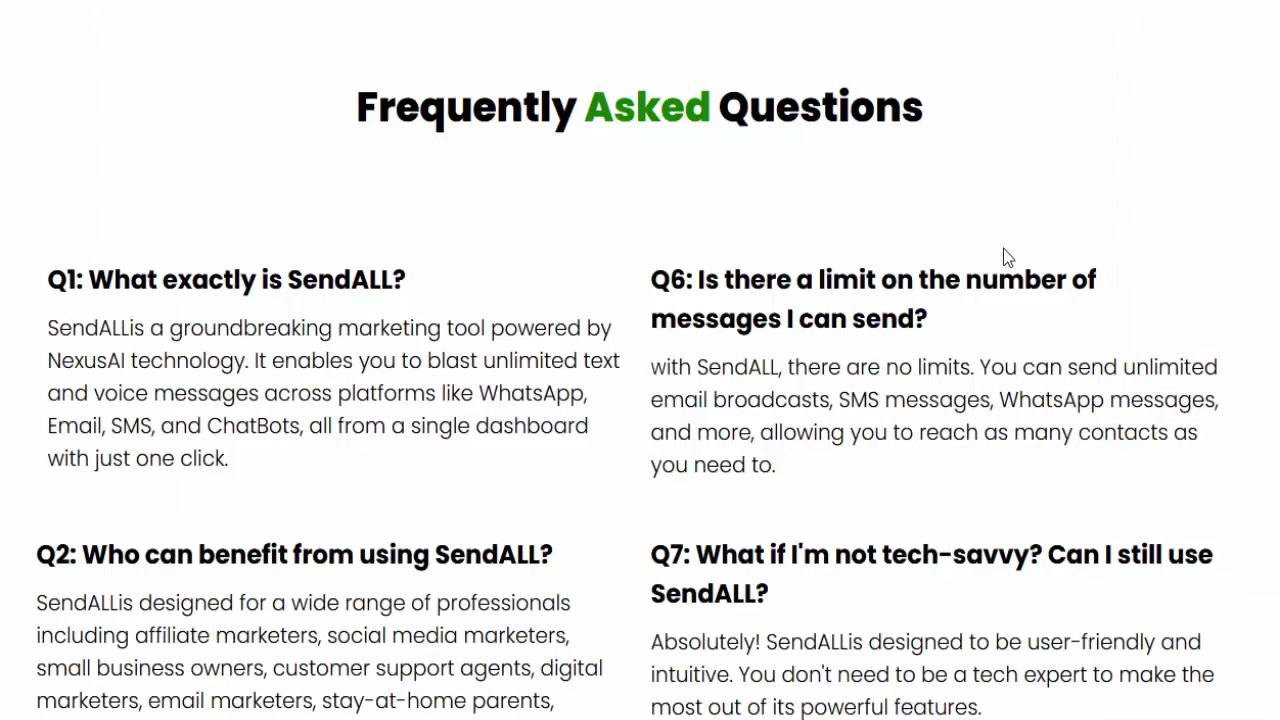 Frequently Asked Questions
Q1: What exactly is SendALL?
SendALLis a groundbreaking marketing tool powered by
NexusAI technology. It enables you to blast unlimited text
and voice messages across platforms like WhatsApp,
Email, SMS, and ChatBots, all from a single dashboard
with just one click.
Q2: Who can benefit from using SendALL?
SendALLis designed for a wide range of professionals
including affiliate marketers, social media marketers,
small business owners, customer support agents, digital
marketers, email marketers, stay-at-home parents,
Q6: Is there a limit on the number of
messages I can send?
with SendALL, there are no limits. You can send unlimited
email broadcasts, SMS messages, WhatsApp messages,
and more, allowing you to reach as many contacts as
you need to.
Q7: What if I'm not tech-savvy? Can I still use
SendALL?
Absolutely! SendALLis designed to be user-friendly and
intuitive. You don't need to be a tech expert to make the
most out of its powerful features.